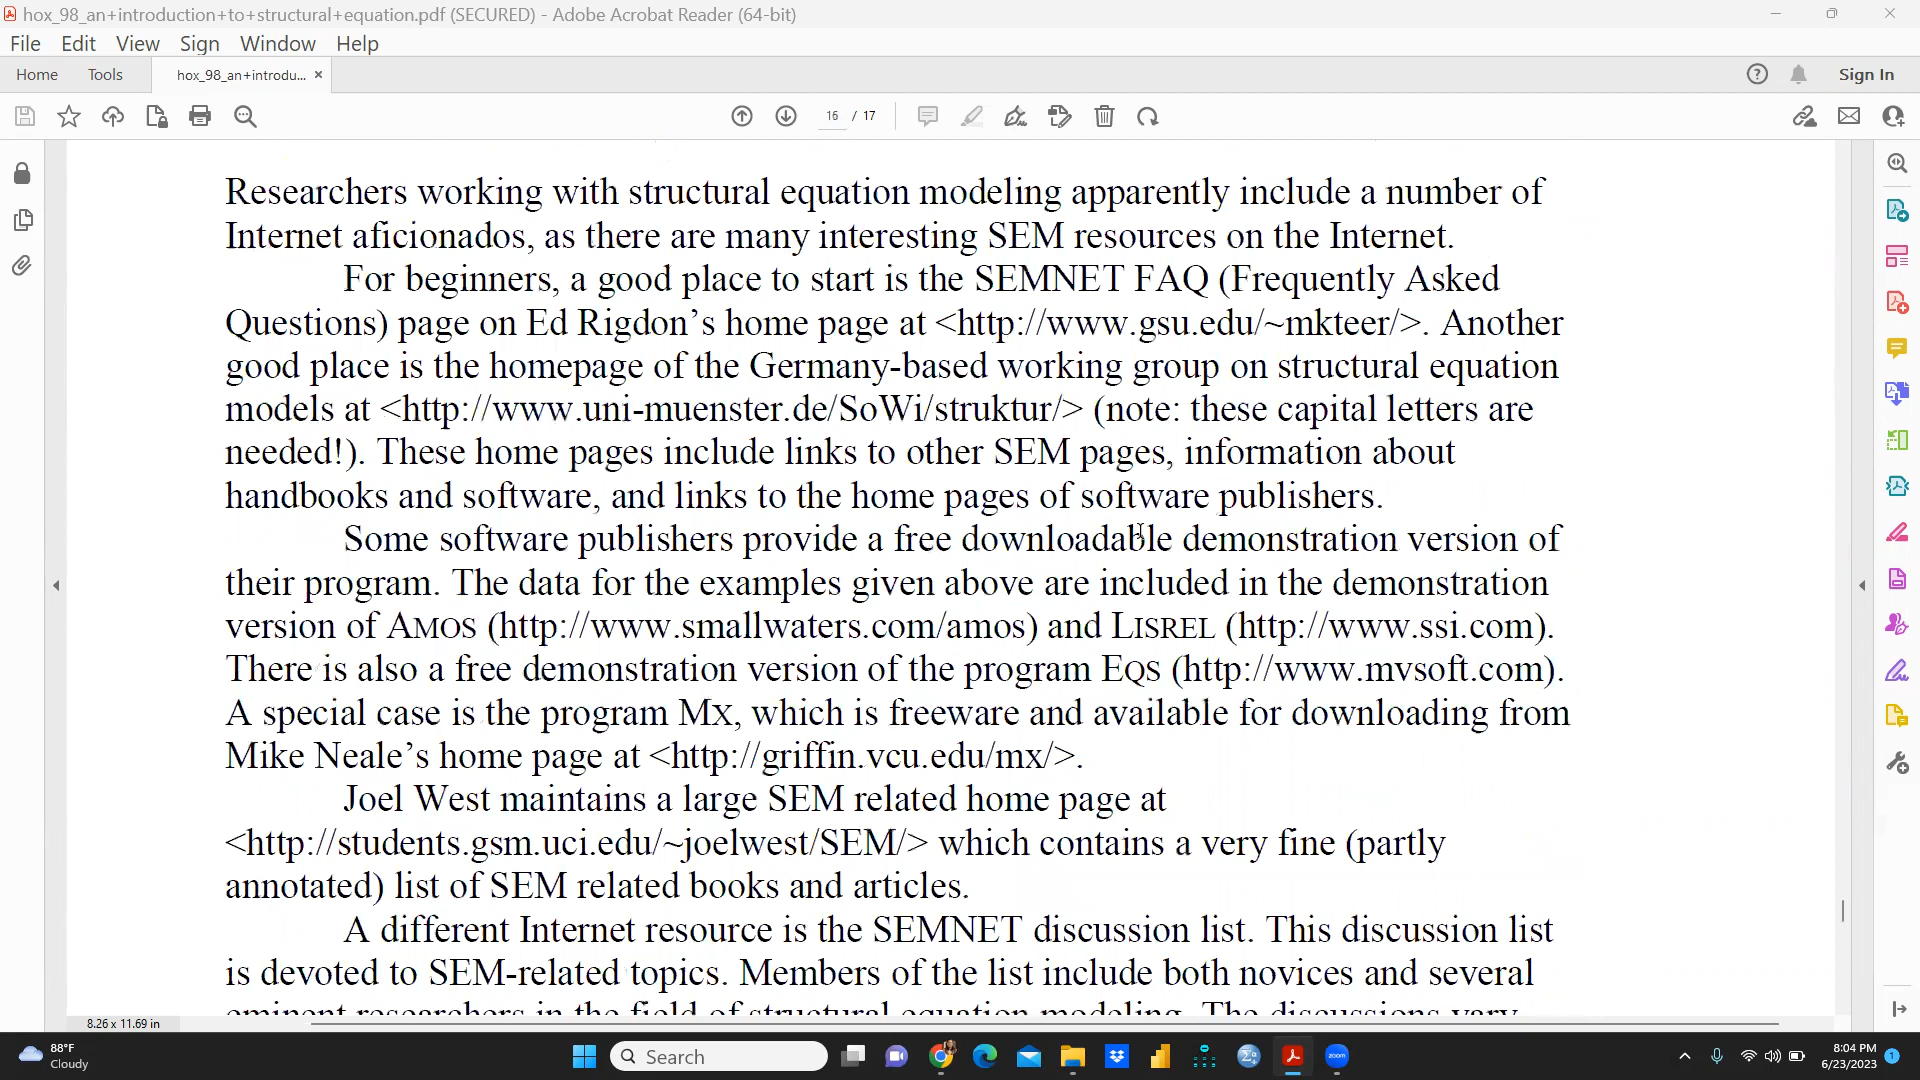 hox_98_an+introduction+to+structural+equation.pdf (SECURED) - Adobe Acrobat Reader (64-bit)
File Edit View Sign Window Help
Home Tools hox_98_an+introdu... × Sign In
16 / 17
Researchers working with structural equation modeling apparently include a number of
Internet aficionados, as there are many interesting SEM resources on the Internet.
For beginners, a good place to start is the SEMNET FAQ (Frequently Asked
Questions) page on Ed Rigdon’s home page at <http://www.gsu.edu/~mkteer/>. Another
good place is the homepage of the Germany-based working group on structural equation
models at <http://www.uni-muenster.de/SoWi/struktur/> (note: these capital letters are
needed!). These home pages include links to other SEM pages, information about
handbooks and software, and links to the home pages of software publishers.
Some software publishers provide a free downloadable demonstration version of
their program. The data for the examples given above are included in the demonstration
version of AMOS (http://www.smallwaters.com/amos) and LISREL (http://www.ssi.com).
There is also a free demonstration version of the program EQS (http://www.mvsoft.com).
A special case is the program MX, which is freeware and available for downloading from
Mike Neale’s home page at <http://griffin.vcu.edu/mx/>.
Joel West maintains a large SEM related home page at
<http://students.gsm.uci.edu/~joelwest/SEM/> which contains a very fine (partly
annotated) list of SEM related books and articles.
A different Internet resource is the SEMNET discussion list. This discussion list
is devoted to SEM-related topics. Members of the list include both novices and several
eminent researchers in the field of structural equation modeling. The discussions vary
8.26 x 11.69 in
88°F
Cloudy
Search
zoom
8:04 PM
6/23/2023
1